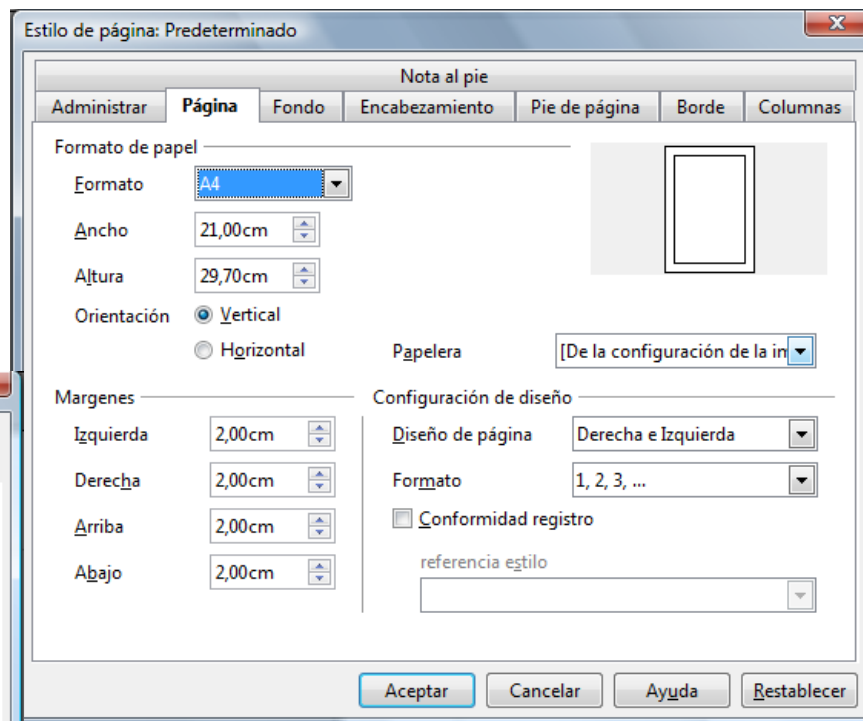 Estilo de página: Predeterminado
Nota al pie
Administrar Página Fondo Encabezamiento Pie de página Borde Columnas
Formato de papel
Formato A4
Ancho 21,00cm
Altura 29,70cm
Orientación Vertical
Horizontal Papelera [De la configuración de la in
Margenes Configuración de diseño
Izquierda 2,00cm Diseño de página Derecha e Izquierda
Derecha 2,00cm Formato 1, 2, 3, ...
Arriba 2,00cm Conformidad registro
Abajo 2,00cm referencia estilo
Aceptar Cancelar Ayuda Restablecer